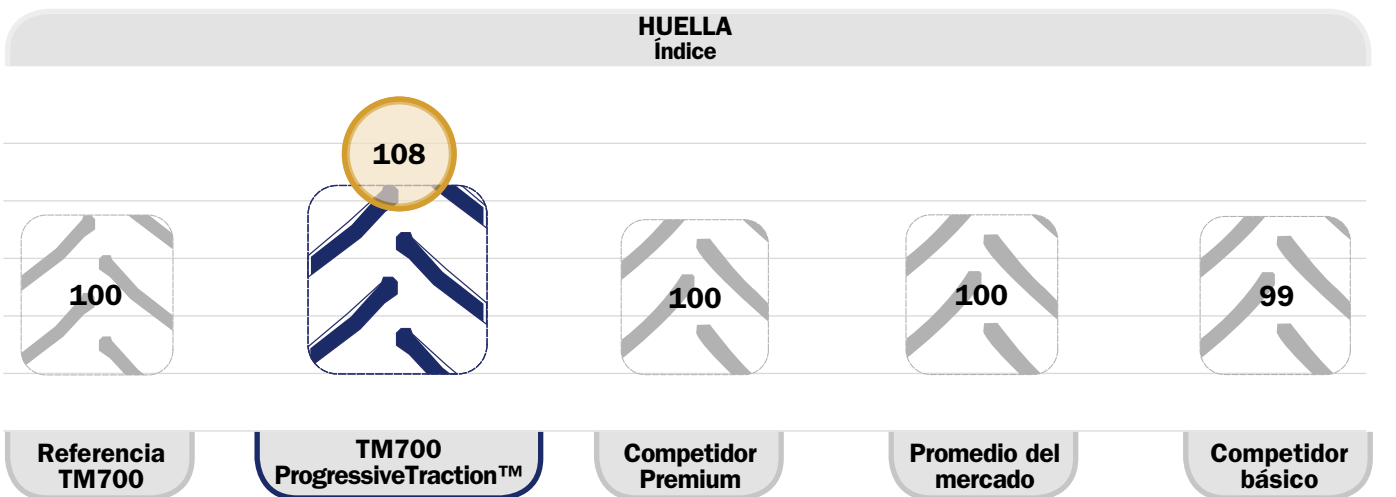 HUELLA
Índice
108
100
100
100
99
Referencia
TM700
TM700
ProgressiveTraction™
Competidor
Premium
Promedio del
mercado
Competidor
básico